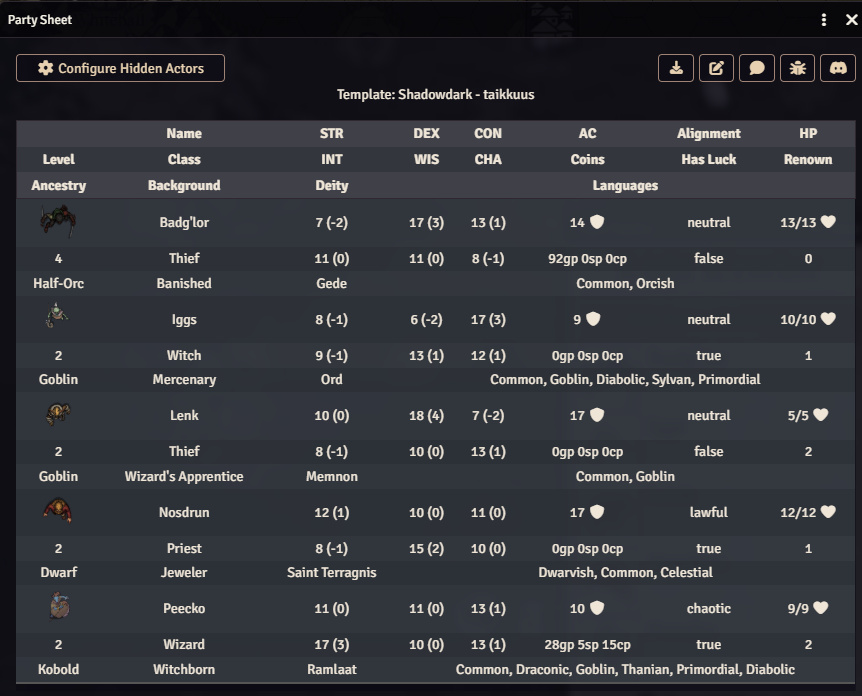 Party Sheet
Configure Hidden Actors
Template: Shadowdark - taikkuus
Name STR DEX CON AC Alignment HP
Level Class INT WIS CHA Coins Has Luck Renown
Ancestry Background Deity Languages
Badg'lor 7 (-2) 17 (3) 13 (1) 14 neutral 13/13
4 Thief 11 (0) 11 (0) 8 (-1) 92gp 0sp 0cp false 0
Half-Orc Banished Gede Common, Orcish
Iggs 8 (-1) 6 (-2) 17 (3) 9 neutral 10/10
2 Witch 9 (-1) 13 (1) 12 (1) 0gp 0sp 0cp true 1
Goblin Mercenary Ord Common, Goblin, Diabolic, Sylvan, Primordial
Lenk 10 (0) 18 (4) 7 (-2) 17 neutral 5/5
2 Thief 8 (-1) 10 (0) 13 (1) 0gp 0sp 0cp false 2
Goblin Wizard's Apprentice Memnon Common, Goblin
Nosdrun 12 (1) 10 (0) 11 (0) 17 lawful 12/12
2 Priest 8 (-1) 15 (2) 10 (0) 0gp 0sp 0cp true 1
Dwarf Jeweler Saint Terragnis Dwarvish, Common, Celestial
Peecko 11 (0) 11 (0) 13 (1) 10 chaotic 9/9
2 Wizard 17 (3) 10 (0) 13 (1) 28gp 5sp 15cp true 2
Kobold Witchborn Ramlaat Common, Draconic, Goblin, Thanian, Primordial, Diabolic